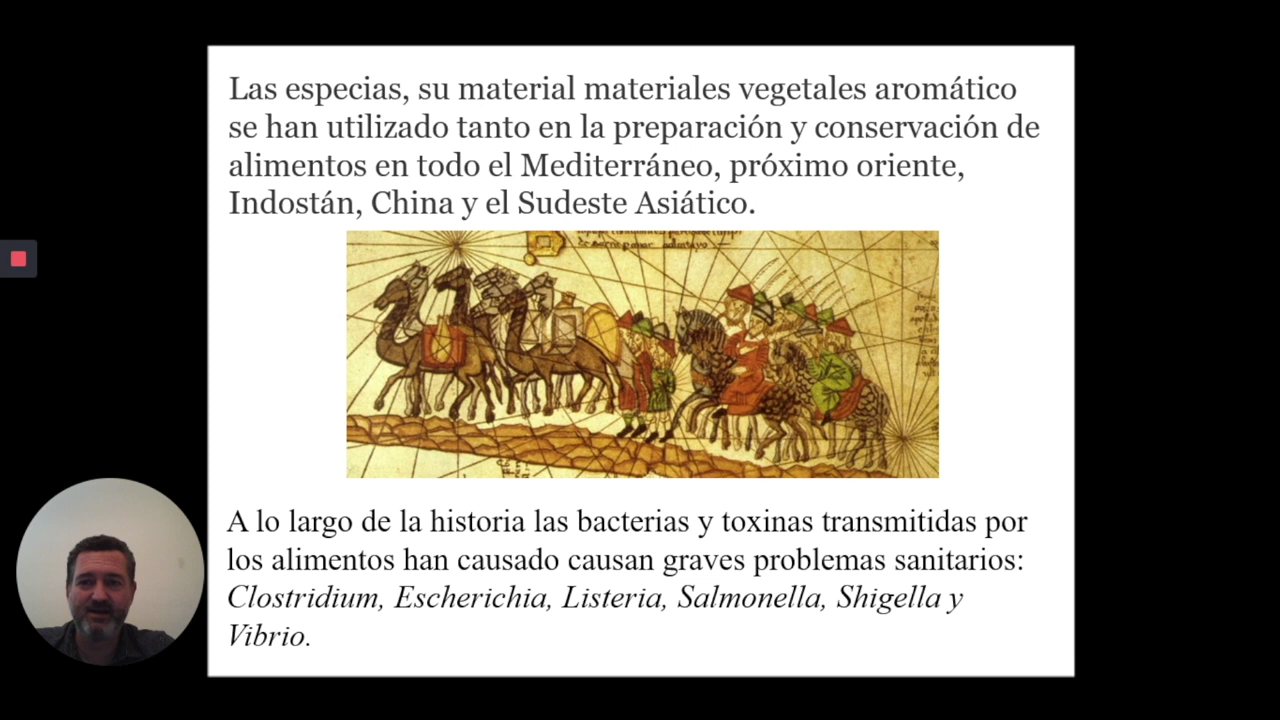 Las especias, su material materiales vegetales aromático
se han utilizado tanto en la preparación y conservación de
alimentos en todo el Mediterráneo, próximo oriente,
Indostán, China y el Sudeste Asiático.
A lo largo de la historia las bacterias y toxinas transmitidas por
los alimentos han causado causan graves problemas sanitarios:
Clostridium, Escherichia, Listeria, Salmonella, Shigella y
Vibrio.